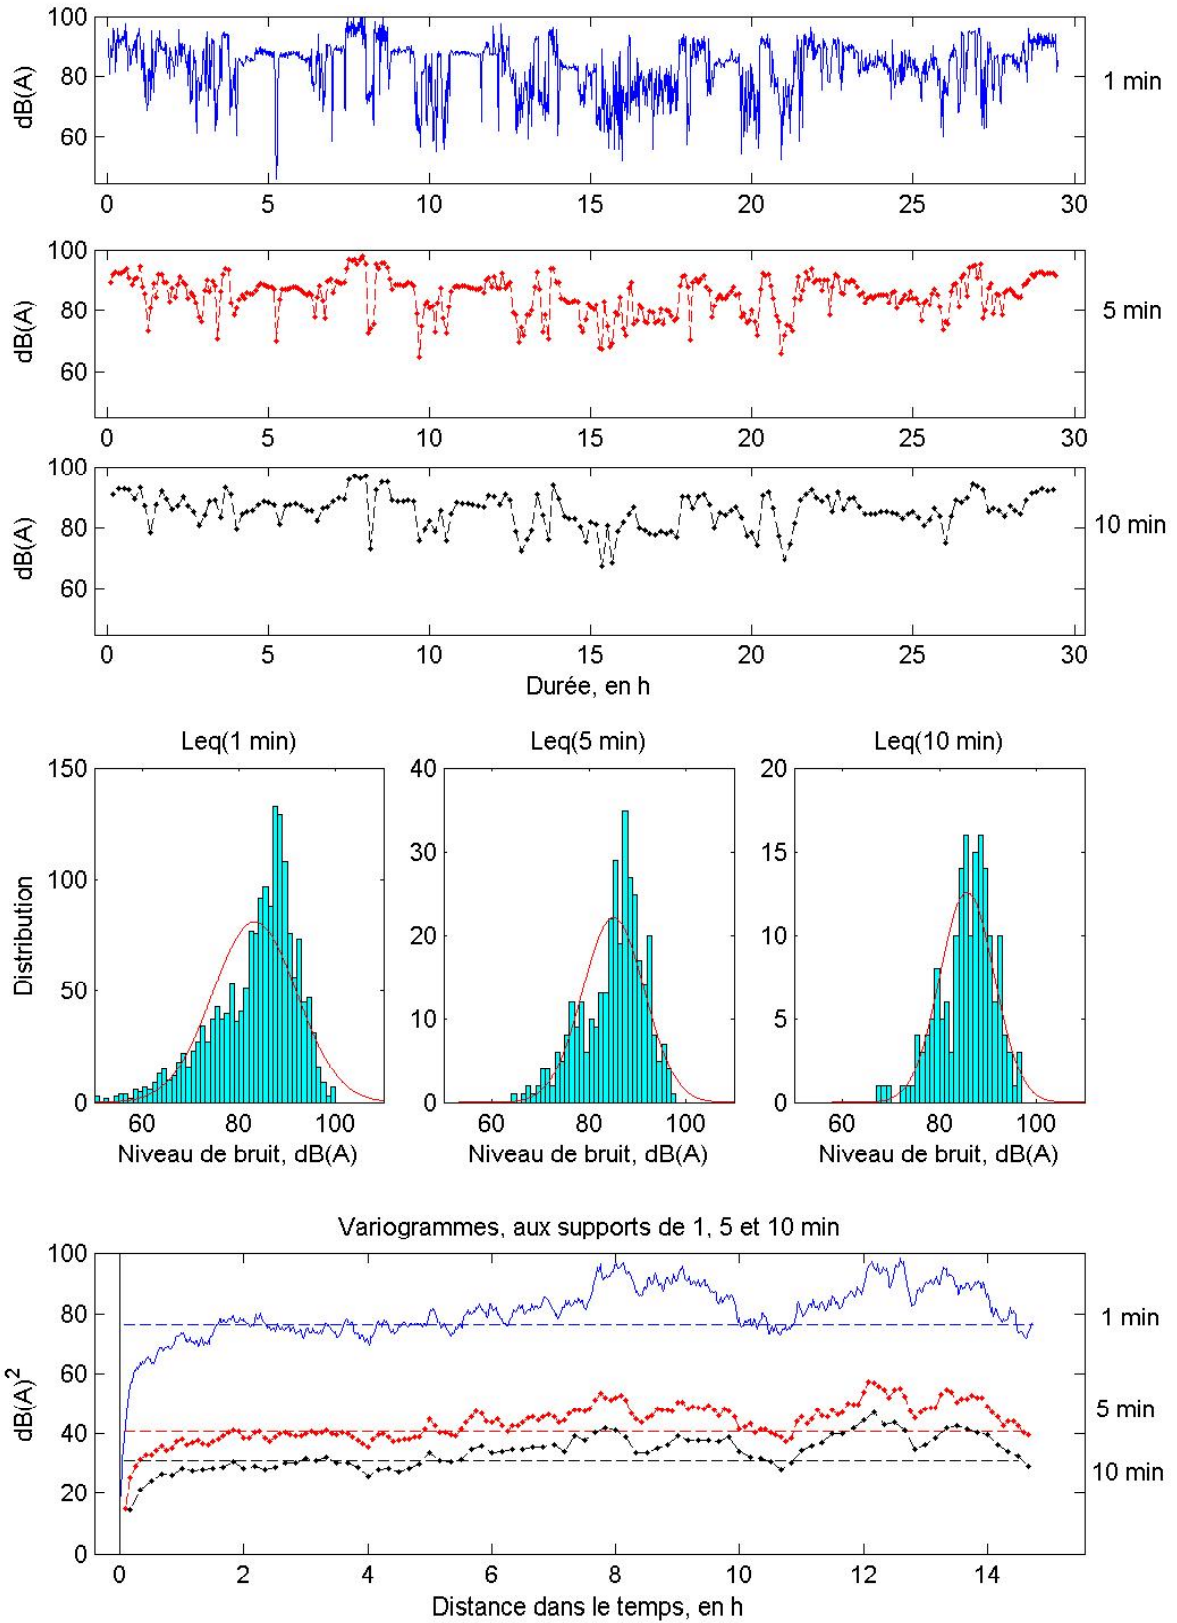 100
80
60
dB(A)
1 min
0 5 10 15 20 25 30
100
80
60
dB(A)
5 min
0 5 10 15 20 25 30
100
80
60
dB(A)
10 min
0 5 10 15 20 25 30
Durée, en h
Leq(1 min) Leq(5 min) Leq(10 min)
150
100
50
0
Distribution
60 80 100
Niveau de bruit, dB(A)
40
30
20
10
0
60 80 100
Niveau de bruit, dB(A)
20
15
10
5
0
60 80 100
Niveau de bruit, dB(A)
Variogrammes, aux supports de 1, 5 et 10 min
100
80
60
40
20
0
dB(A)²
1 min
5 min
10 min
0 2 4 6 8 10 12 14
Distance dans le temps, en h